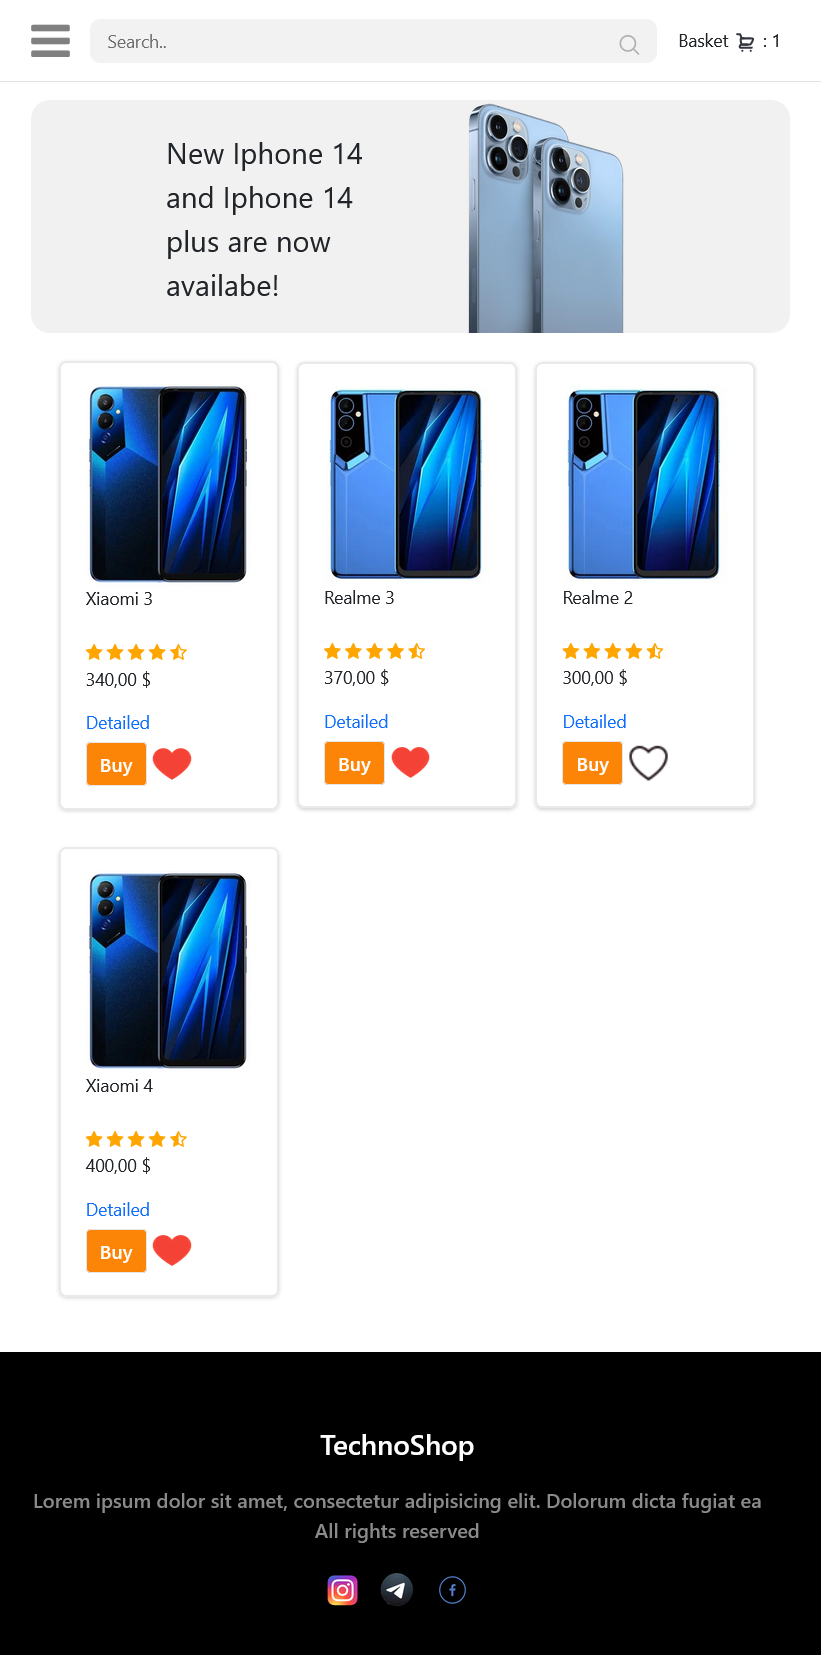 Search..
Basket : 1
New Iphone 14
and Iphone 14
plus are now
availabe!
Xiaomi 3
340,00 $
Detailed
Buy
Realme 3
370,00 $
Detailed
Buy
Realme 2
300,00 $
Detailed
Buy
Xiaomi 4
400,00 $
Detailed
Buy
TechnoShop
Lorem ipsum dolor sit amet, consectetur adipisicing elit. Dolorum dicta fugiat ea
All rights reserved